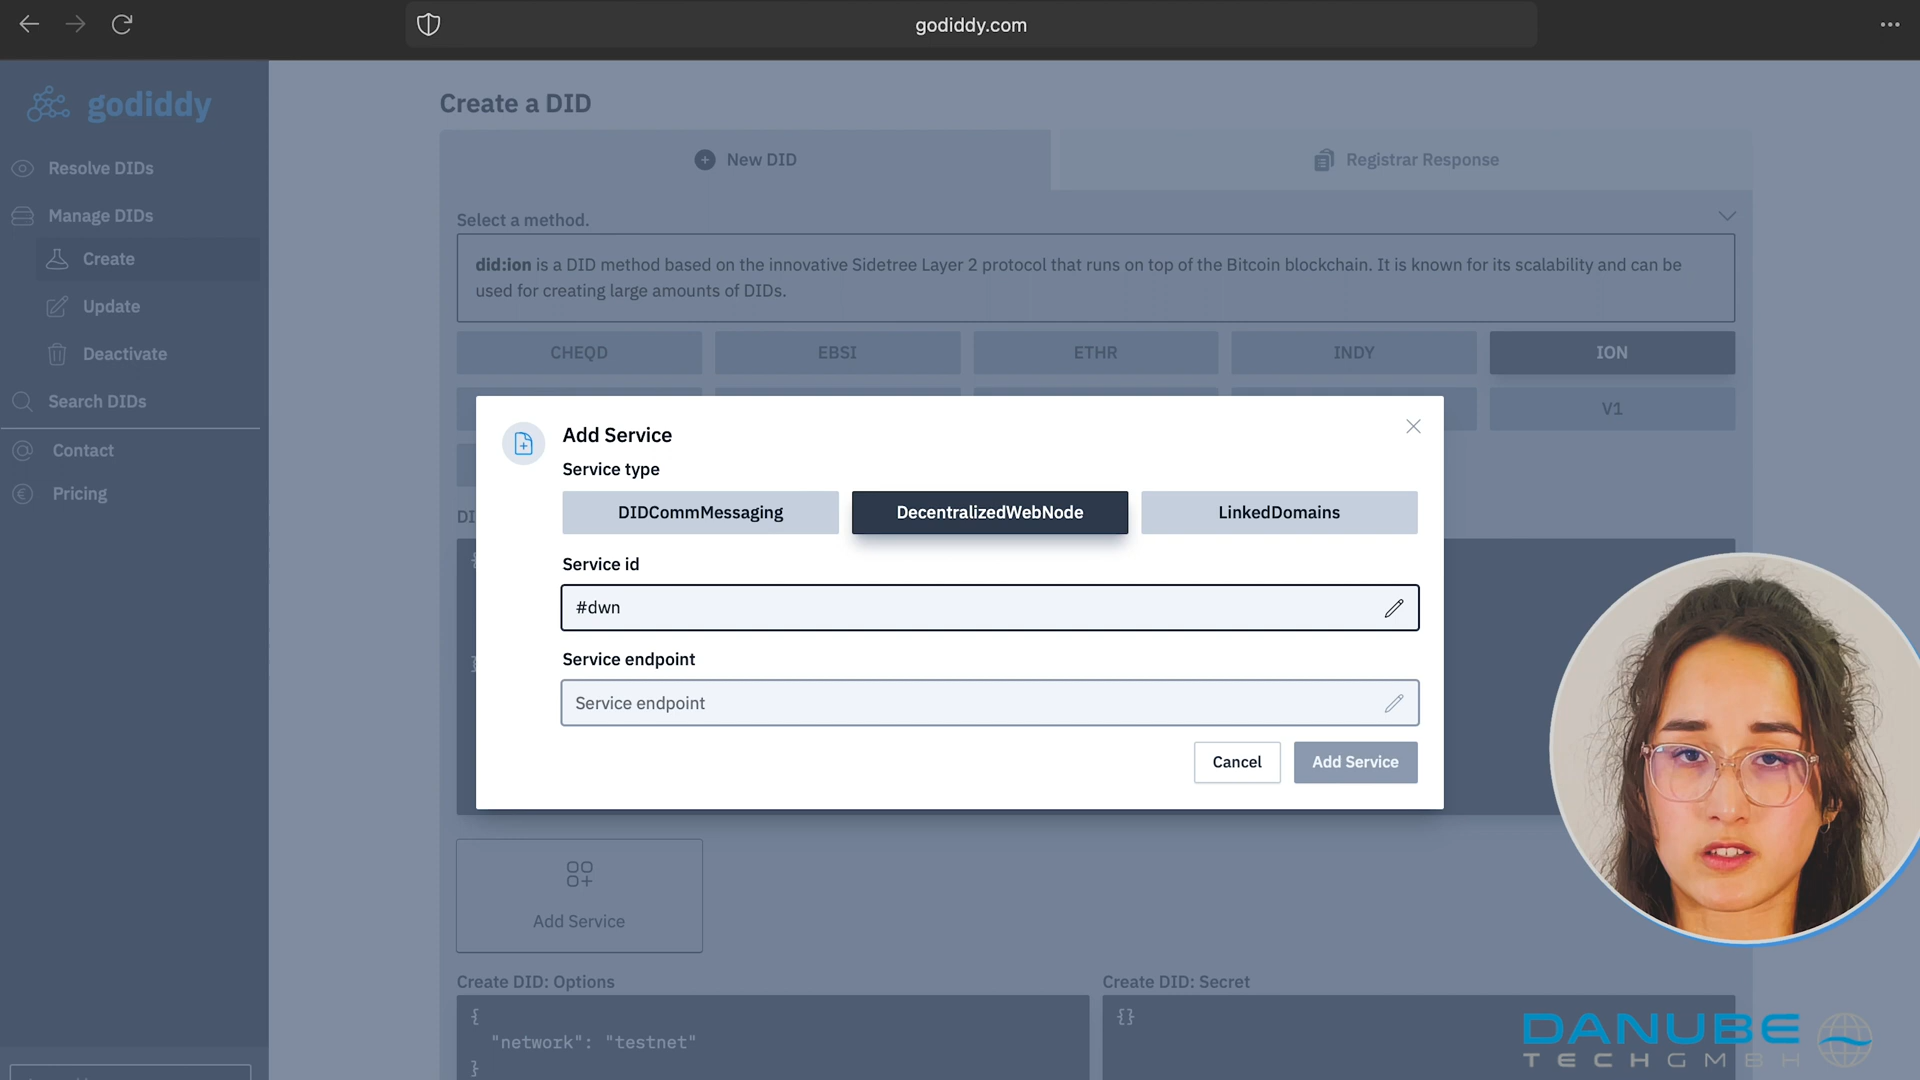 godiddy.com
godiddy
Resolve DIDs
Manage DIDs
Create
Update
Deactivate
Search DIDs
Contact
Pricing
Create a DID
New DID
Registrar Response
Select a method.
did:ion is a DID method based on the innovative Sidetree Layer 2 protocol that runs on top of the Bitcoin blockchain. It is known for its scalability and can be
used for creating large amounts of DIDs.
CHEQD
EBSI
ETHR
INDY
ION
V1
Add Service
Service type
DIDCommMessaging
DecentralizedWebNode
LinkedDomains
Service id
#dwn
Service endpoint
Service endpoint
Cancel
Add Service
Add Service
Create DID: Options
Create DID: Secret
{
"network": "testnet"
}
{}
DANUBE
TECH GMBH